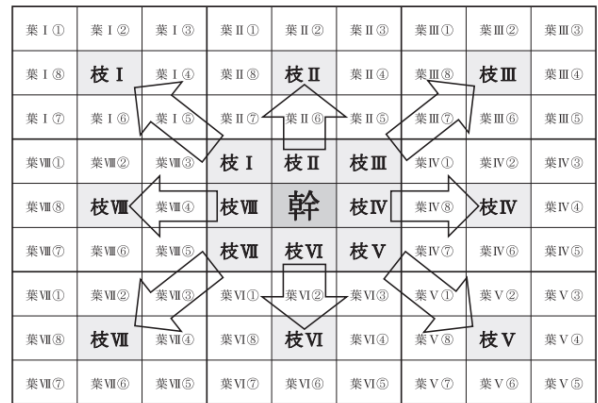 葉Ⅰ① 葉Ⅰ② 葉Ⅰ③ 葉Ⅱ① 葉Ⅱ② 葉Ⅱ③ 葉Ⅲ① 葉Ⅲ② 葉Ⅲ③
葉Ⅰ⑧ 枝Ⅰ 葉Ⅰ④ 葉Ⅱ⑧ 枝Ⅱ 葉Ⅱ④ 葉Ⅲ⑧ 枝Ⅲ 葉Ⅲ④
葉Ⅰ⑦ 葉Ⅰ⑥ 葉Ⅰ⑤ 葉Ⅱ⑦ 葉Ⅱ⑥ 葉Ⅱ⑤ 葉Ⅲ⑦ 葉Ⅲ⑥ 葉Ⅲ⑤
葉Ⅷ① 葉Ⅷ② 葉Ⅷ③ 枝Ⅰ 枝Ⅱ 枝Ⅲ 葉Ⅳ① 葉Ⅳ② 葉Ⅳ③
葉Ⅷ⑧ 枝Ⅷ 葉Ⅷ④ 枝Ⅷ 幹 枝Ⅳ 葉Ⅳ⑧ 枝Ⅳ 葉Ⅳ④
葉Ⅷ⑦ 葉Ⅷ⑥ 葉Ⅷ⑤ 枝Ⅶ 枝Ⅵ 枝Ⅴ 葉Ⅳ⑦ 葉Ⅳ⑥ 葉Ⅳ⑤
葉Ⅶ① 葉Ⅶ② 葉Ⅶ③ 葉Ⅵ① 葉Ⅵ② 葉Ⅵ③ 葉Ⅴ① 葉Ⅴ② 葉Ⅴ③
葉Ⅶ⑧ 枝Ⅶ 葉Ⅶ④ 葉Ⅵ⑧ 枝Ⅵ 葉Ⅵ④ 葉Ⅴ⑧ 枝Ⅴ 葉Ⅴ④
葉Ⅶ⑦ 葉Ⅶ⑥ 葉Ⅶ⑤ 葉Ⅵ⑦ 葉Ⅵ⑥ 葉Ⅵ⑤ 葉Ⅴ⑦ 葉Ⅴ⑥ 葉Ⅴ⑤